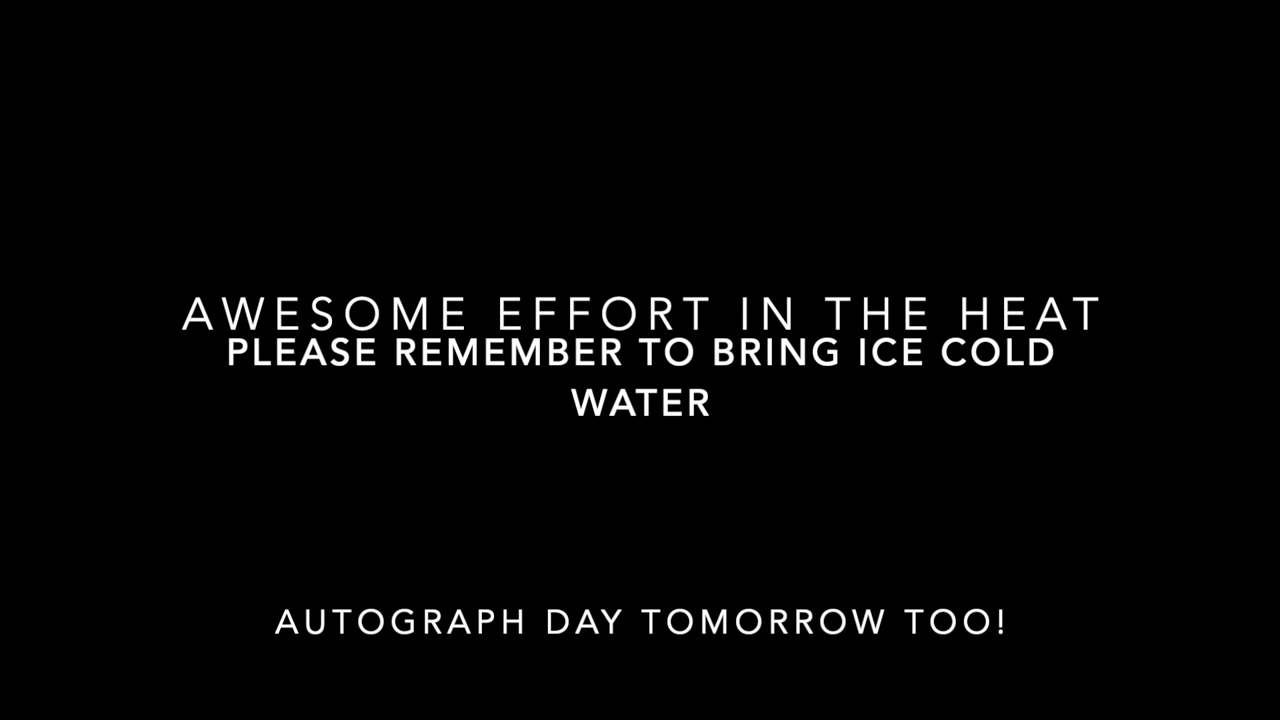 AWESOME EFFORT IN THE HEAT
PLEASE REMEMBER TO BRING ICE COLD
WATER
AUTOGRAPH DAY TOMORROW TOO!